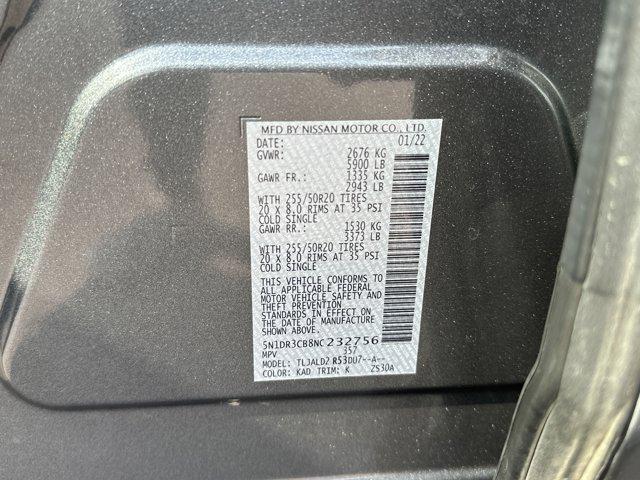 MFD BY NISSAN MOTOR CO., LTD.
DATE: 01/22
GVWR: 2676 KG
5900 LB
GAWR FR.: 1335 KG
2943 LB
WITH 255/50R20 TIRES
20 x 8.0 RIMS AT 35 PSI
COLD SINGLE
GAWR RR.: 1530 KG
3373 LB
WITH 255/50R20 TIRES
20 x 8.0 RIMS AT 35 PSI
COLD SINGLE
THIS VEHICLE CONFORMS TO
ALL APPLICABLE FEDERAL
MOTOR VEHICLE SAFETY AND
THEFT PREVENTION
STANDARDS IN EFFECT ON
THE DATE OF MANUFACTURE
SHOWN ABOVE.
5N1DR3CB8NC232756
MPV 357
MODEL: TLJALDZ R53DU7--A--
COLOR: KAD TRIM: K ZS30A